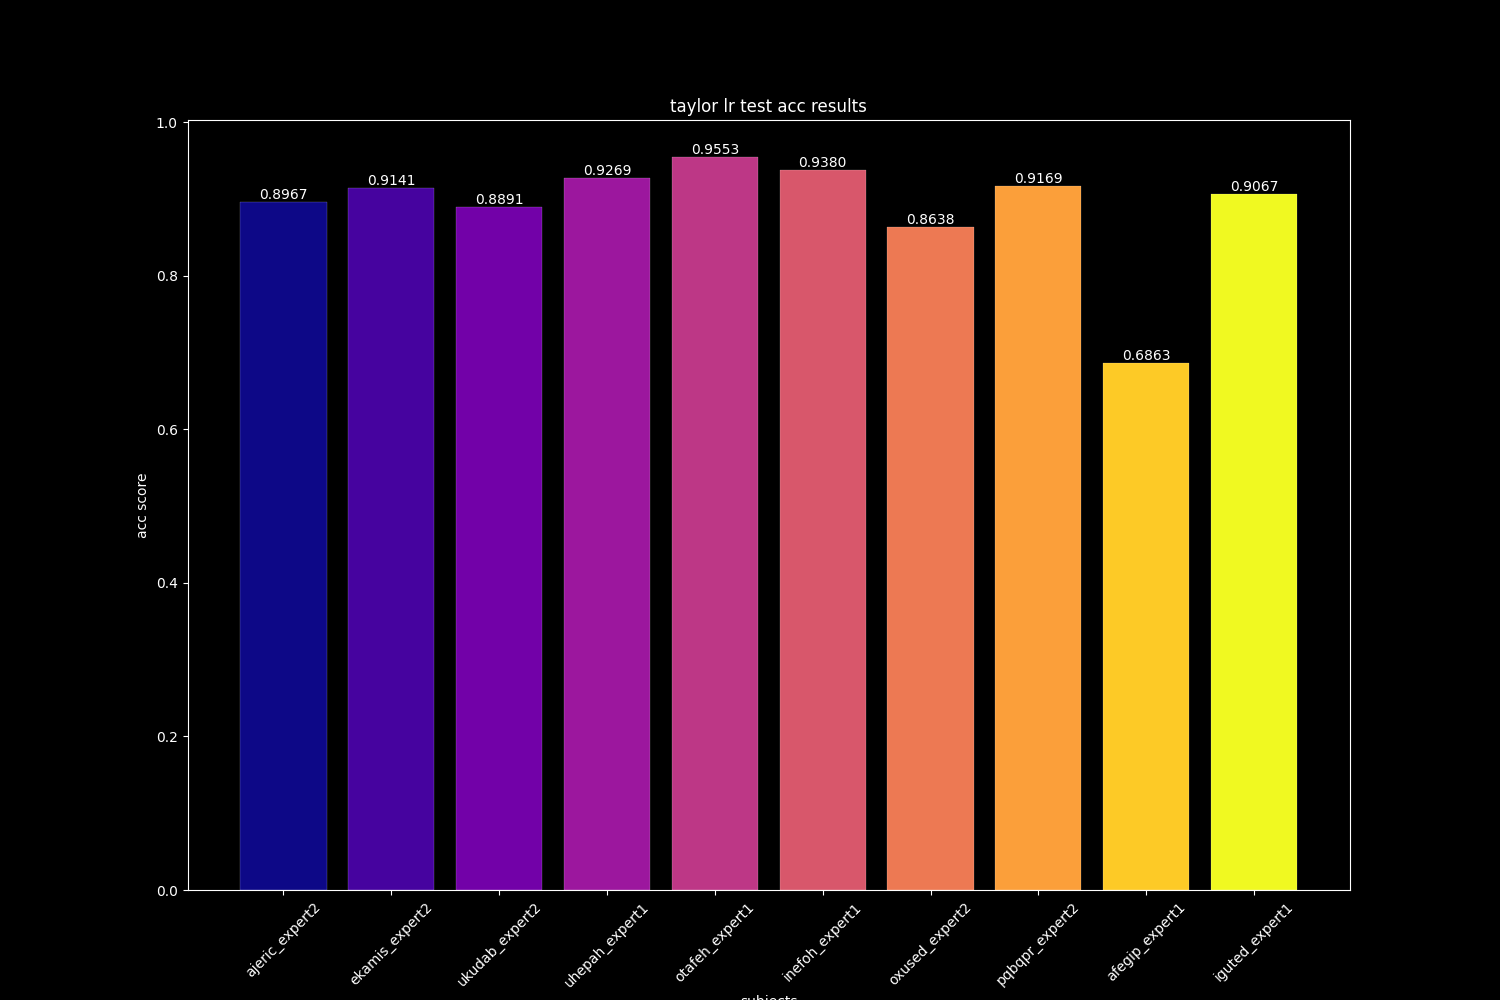 taylor lr test acc results
1.0
0.8
0.6
0.4
0.2
0.0
acc score
0.8967
0.9141
0.8891
0.9269
0.9553
0.9380
0.8638
0.9169
0.6863
0.9067
ajeric_expert2
ekamis_expert2
ukudab_expert2
uhepah_expert1
otafeh_expert1
inefoh_expert1
oxused_expert2
pqbqpr_expert2
afegip_expert1
iguted_expert1
subjects